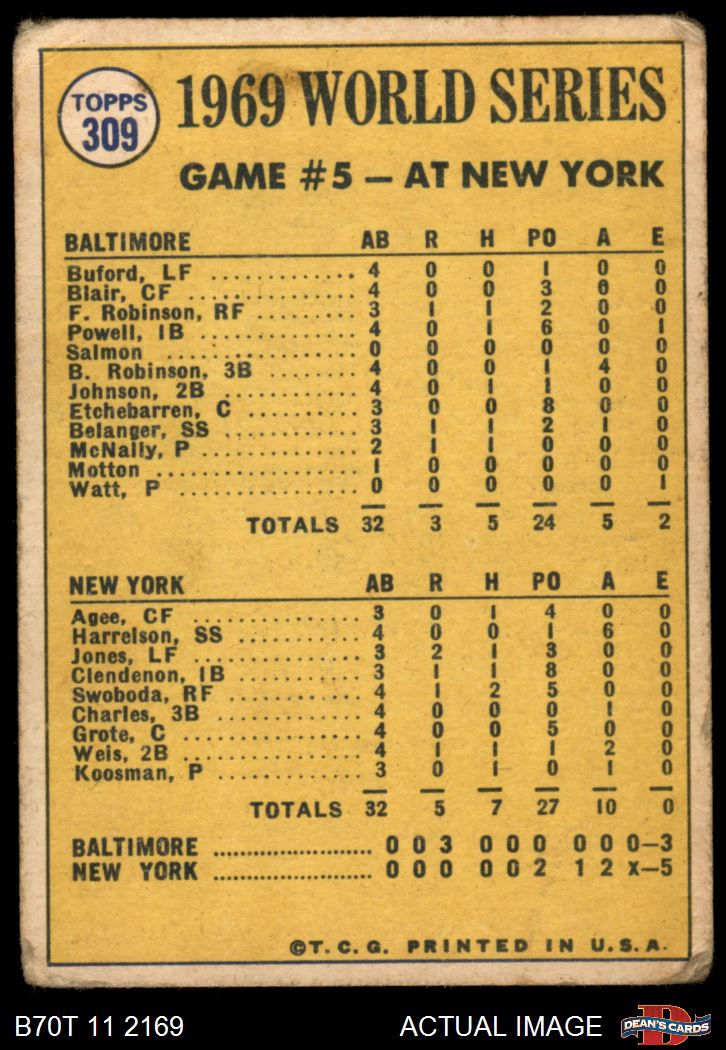 TOPPS
309
1969 WORLD SERIES
GAME #5 — AT NEW YORK
BALTIMORE AB R H PO A E
Buford, LF .............. 4 0 0 1 0 0
Blair, CF ................ 4 0 0 3 0 0
F. Robinson, RF .......... 3 1 1 2 0 0
Powell, 1B .............. 4 0 1 6 0 1
Salmon ................. 0 0 0 0 0 0
B. Robinson, 3B ........ 4 0 0 1 4 0
Johnson, 2B ............. 4 0 1 1 0 0
Etchebarren, C .......... 3 0 0 8 0 0
Belanger, SS ............ 3 1 1 2 1 0
McNally, P .............. 2 1 1 0 0 0
Motton .................. 1 0 0 0 0 0
Watt, P ................. 0 0 0 0 0 1
TOTALS 32 3 5 24 5 2
NEW YORK AB R H PO A E
Agee, CF ................ 3 0 1 4 0 0
Harrelson, SS ........... 4 0 0 1 6 0
Jones, LF ............... 3 2 1 3 0 0
Clendenon, 1B ........... 3 1 1 8 0 0
Swoboda, RF ............. 4 1 2 5 0 0
Charles, 3B ............. 4 0 0 0 1 0
Grote, C ................ 4 0 0 5 0 0
Weis, 2B ................ 4 1 1 1 2 0
Koosman, P .............. 3 0 1 0 1 0
TOTALS 32 5 7 27 10 0
BALTIMORE ...................... 0 0 3 0 0 0 0 0 0—3
NEW YORK ...................... 0 0 0 0 0 2 1 2 x—5
©T.C.G. PRINTED IN U.S.A.
B70T 11 2169 ACTUAL IMAGE
D
DEAN'S CARDS